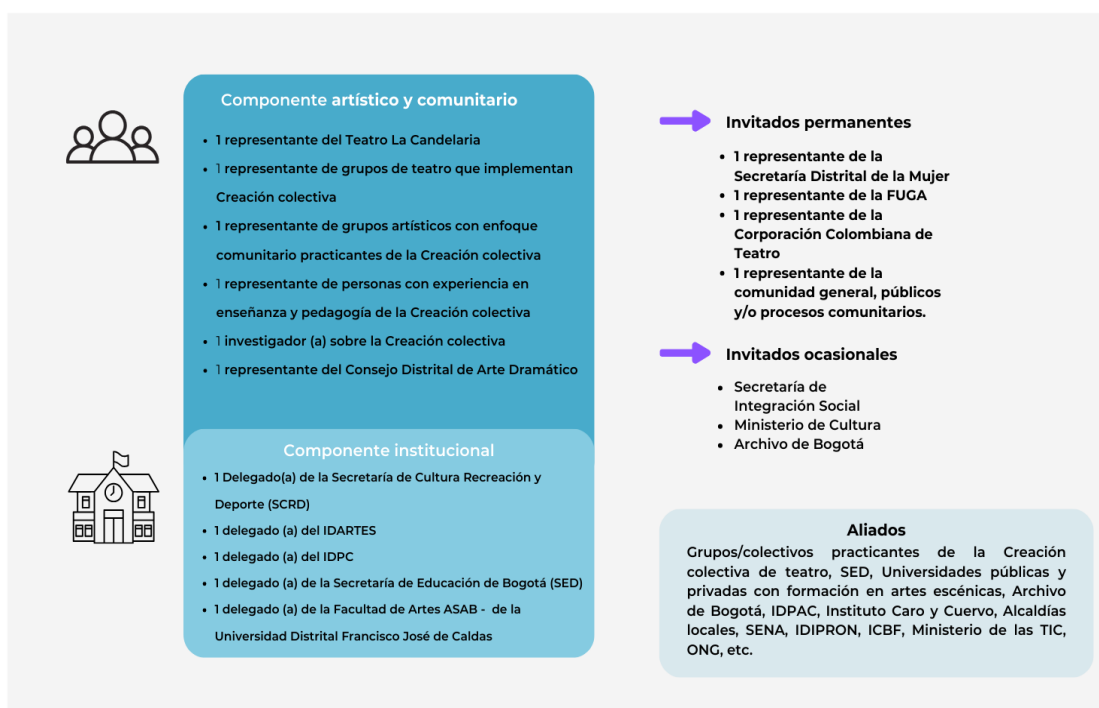 Componente artístico y comunitario
• 1 representante del Teatro La Candelaria
• 1 representante de grupos de teatro que implementan
Creación colectiva
• 1 representante de grupos artísticos con enfoque
comunitario practicantes de la Creación colectiva
• 1 representante de personas con experiencia en
enseñanza y pedagogía de la Creación colectiva
• 1 investigador (a) sobre la Creación colectiva
• 1 representante del Consejo Distrital de Arte Dramático
Componente institucional
• 1 Delegado(a) de la Secretaría de Cultura Recreación y
Deporte (SCRD)
• 1 delegado (a) del IDARTES
• 1 delegado (a) del IDPC
• 1 delegado (a) de la Secretaría de Educación de Bogotá (SED)
• 1 delegado (a) de la Facultad de Artes ASAB - de la
Universidad Distrital Francisco José de Caldas
Invitados permanentes
• 1 representante de la
Secretaría Distrital de la Mujer
• 1 representante de la FUGA
• 1 representante de la
Corporación Colombiana de
Teatro
• 1 representante de la
comunidad general, públicos
y/o procesos comunitarios.
Invitados ocasionales
• Secretaría de
Integración Social
• Ministerio de Cultura
• Archivo de Bogotá
Aliados
Grupos/colectivos practicantes de la Creación
colectiva de teatro, SED, Universidades públicas y
privadas con formación en artes escénicas, Archivo
de Bogotá, IDPAC, Instituto Caro y Cuervo, Alcaldías
locales, SENA, IDIPRON, ICBF, Ministerio de las TIC,
ONG, etc.